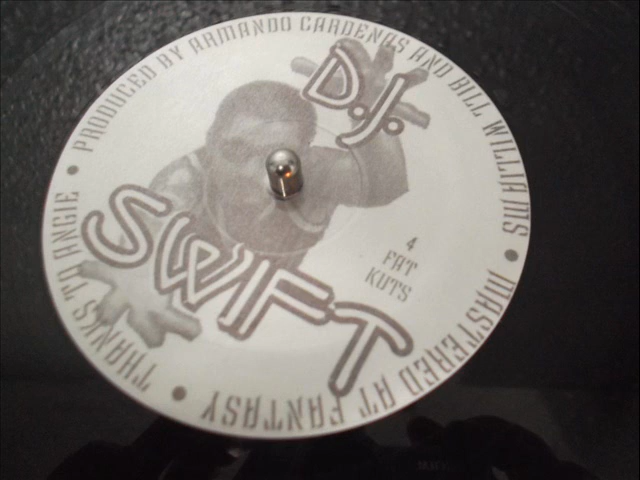 PRODUCED BY ARMANDO CARDENAS AND BILL WILLIAMS • MASTERED AT FANTASY • THANKS TO ANGIE •
D.J.
SWIFT
4
FAT
KUTS